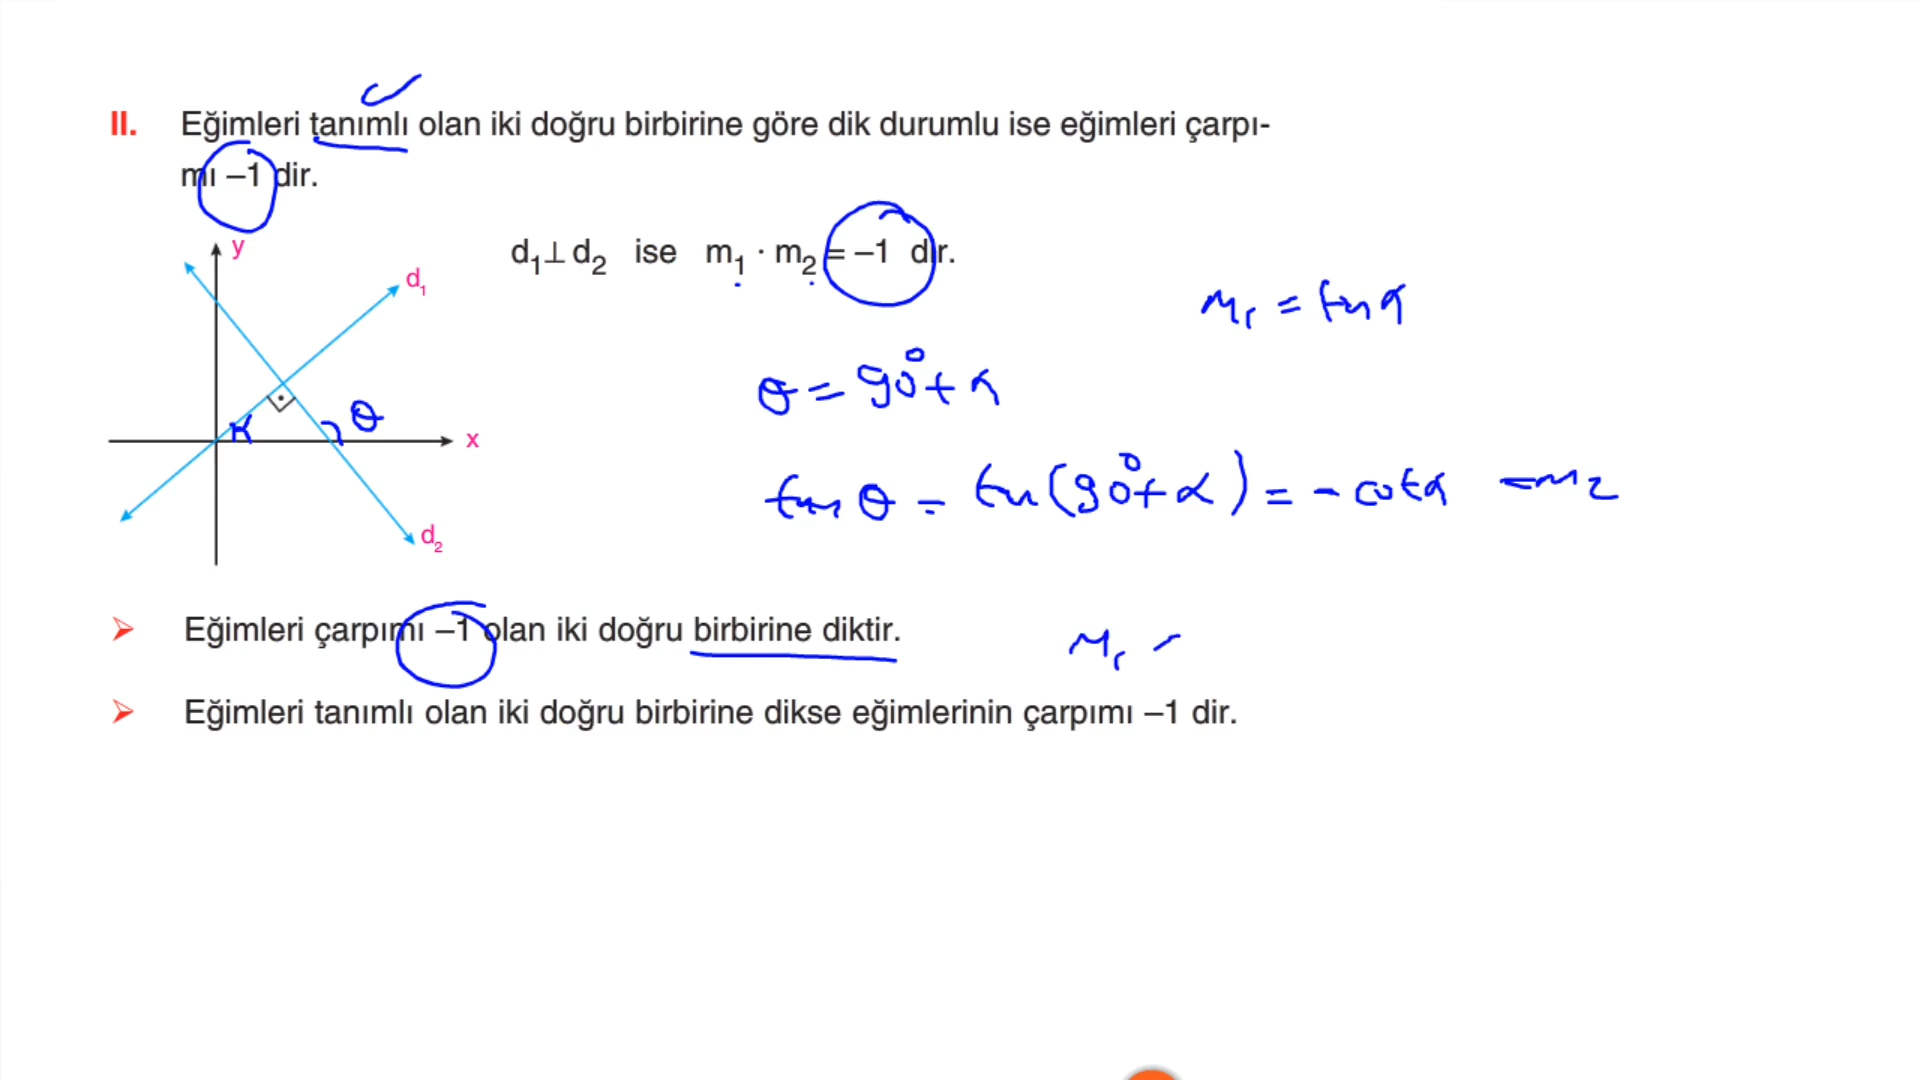 II. Eğimleri tanımlı olan iki doğru birbirine göre dik durumlu ise eğimleri çarpı-
mı –1 dir.
y
d₁
d₁⊥d₂ ise m₁ · m₂ = –1 dir.
m₁ = tanα
θ = 90° + α
α θ
x
tanθ = tan(90°+α) = - cotα = m₂
d₂
➢ Eğimleri çarpımı –1 olan iki doğru birbirine diktir.
m₁
➢ Eğimleri tanımlı olan iki doğru birbirine dikse eğimlerinin çarpımı –1 dir.